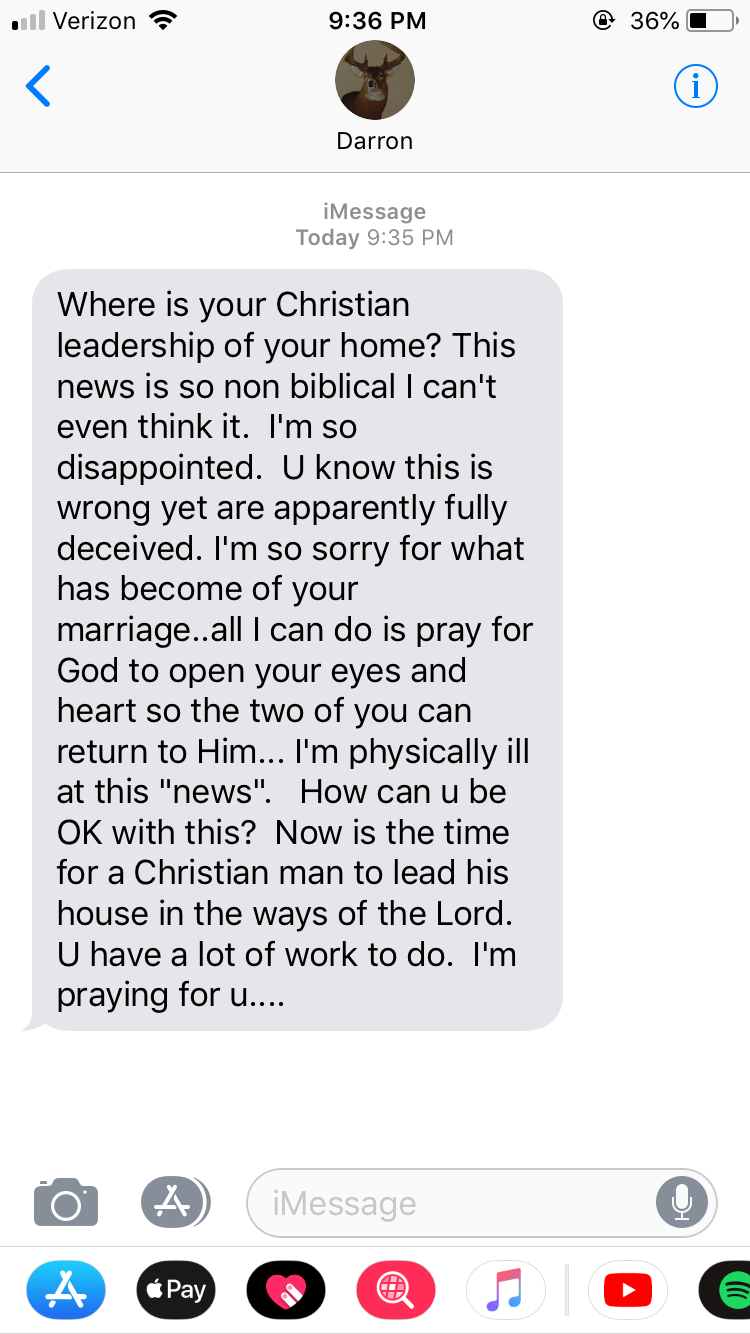 Verizon 9:36 PM 36%
Darron
iMessage
Today 9:35 PM
Where is your Christian
leadership of your home? This
news is so non biblical I can't
even think it.  I'm so
disappointed.  U know this is
wrong yet are apparently fully
deceived. I'm so sorry for what
has become of your
marriage..all I can do is pray for
God to open your eyes and
heart so the two of you can
return to Him... I'm physically ill
at this "news".   How can u be
OK with this?  Now is the time
for a Christian man to lead his
house in the ways of the Lord.
U have a lot of work to do.  I'm
praying for u....
iMessage
Pay